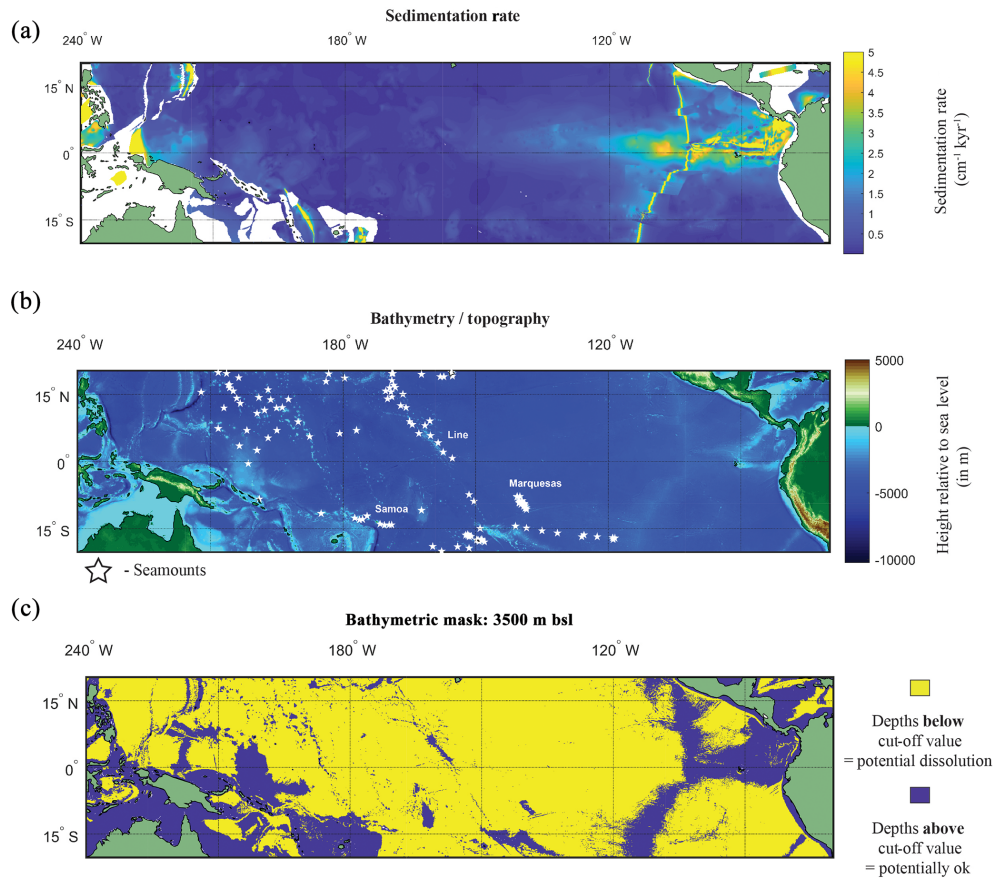 (a)
Sedimentation rate
240° W
180° W
120° W
15° N
0°
15° S
5
4.5
4
3.5
3
2.5
2
1.5
1
0.5
Sedimentation rate
(cm⁻¹ kyr⁻¹)
(b)
Bathymetry / topography
240° W
180° W
120° W
15° N
0°
15° S
Line
Marquesas
Samoa
5000
0
-5000
-10000
Height relative to sea level
(in m)
- Seamounts
(c)
Bathymetric mask: 3500 m bsl
240° W
180° W
120° W
15° N
0°
15° S
Depths below
cut-off value
= potential dissolution
Depths above
cut-off value
= potentially ok